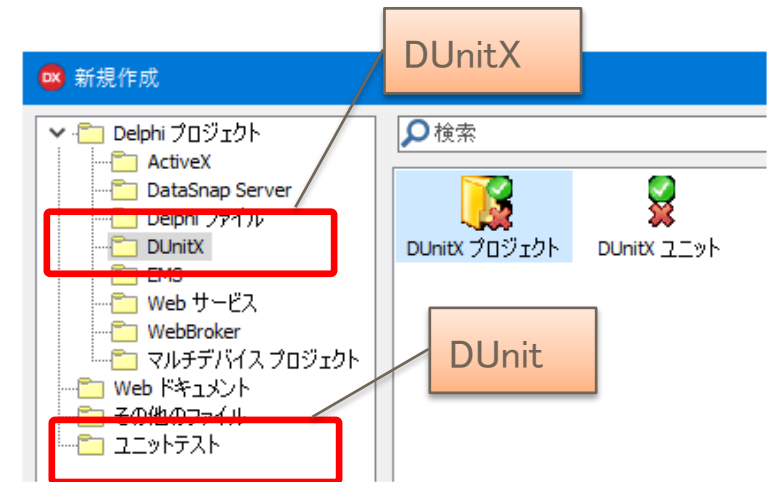 DUnitX
DX 新規作成
Delphi プロジェクト
検索
ActiveX
DataSnap Server
Delphi ファイル
DUnitX
EMS
Web サービス
WebBroker
マルチデバイス プロジェクト
Web ドキュメント
その他のファイル
ユニットテスト
DUnitX プロジェクト
DUnitX ユニット
DUnit